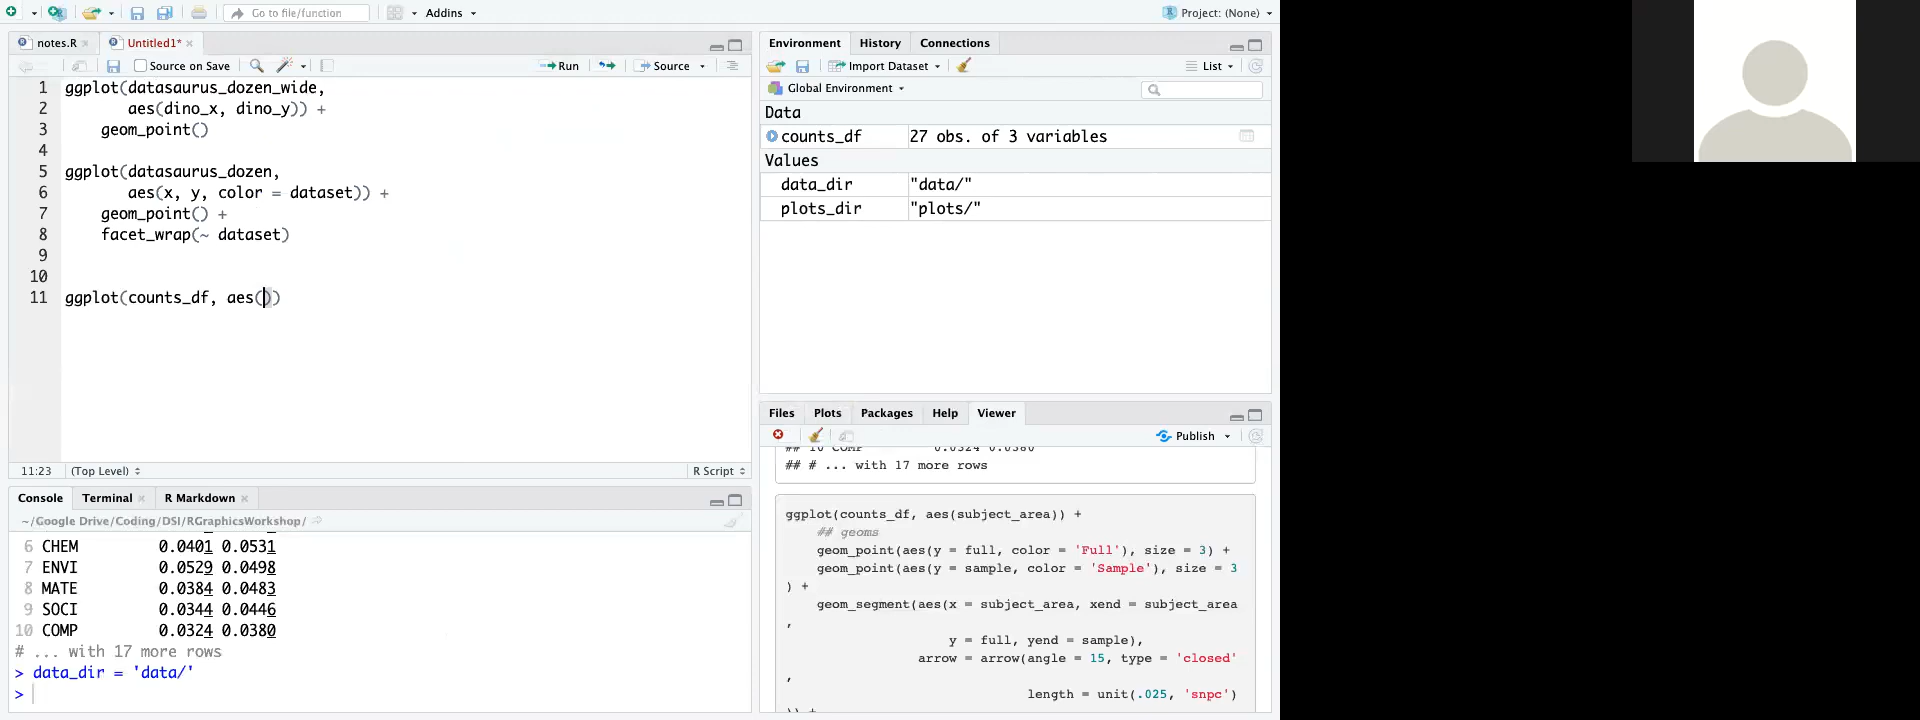 Go to file/function
Addins
Project: (None)
notes.R
Untitled1*
Source on Save
Run
Source
1 ggplot(datasaurus_dozen_wide,
2 aes(dino_x, dino_y)) +
3 geom_point()
4
5 ggplot(datasaurus_dozen,
6 aes(x, y, color = dataset)) +
7 geom_point() +
8 facet_wrap(~ dataset)
9
10
11 ggplot(counts_df, aes())
11:23 (Top Level) R Script
Console Terminal R Markdown
~/Google Drive/Coding/DSI/RGraphicsWorkshop/
6 CHEM 0.0401 0.0531
7 ENVI 0.0529 0.0498
8 MATE 0.0384 0.0483
9 SOCI 0.0344 0.0446
10 COMP 0.0324 0.0380
# ... with 17 more rows
> data_dir = 'data/'
>
Environment History Connections
Import Dataset List
Global Environment
Data
counts_df 27 obs. of 3 variables
Values
data_dir "data/"
plots_dir "plots/"
Files Plots Packages Help Viewer
Publish
## 10 COMP 0.0324 0.0380
## # ... with 17 more rows
ggplot(counts_df, aes(subject_area)) +
## geoms
geom_point(aes(y = full, color = 'Full'), size = 3) +
geom_point(aes(y = sample, color = 'Sample'), size = 3
) +
geom_segment(aes(x = subject_area, xend = subject_area
,
y = full, yend = sample),
arrow = arrow(angle = 15, type = 'closed'
,
length = unit(.025, 'snpc')
)) +